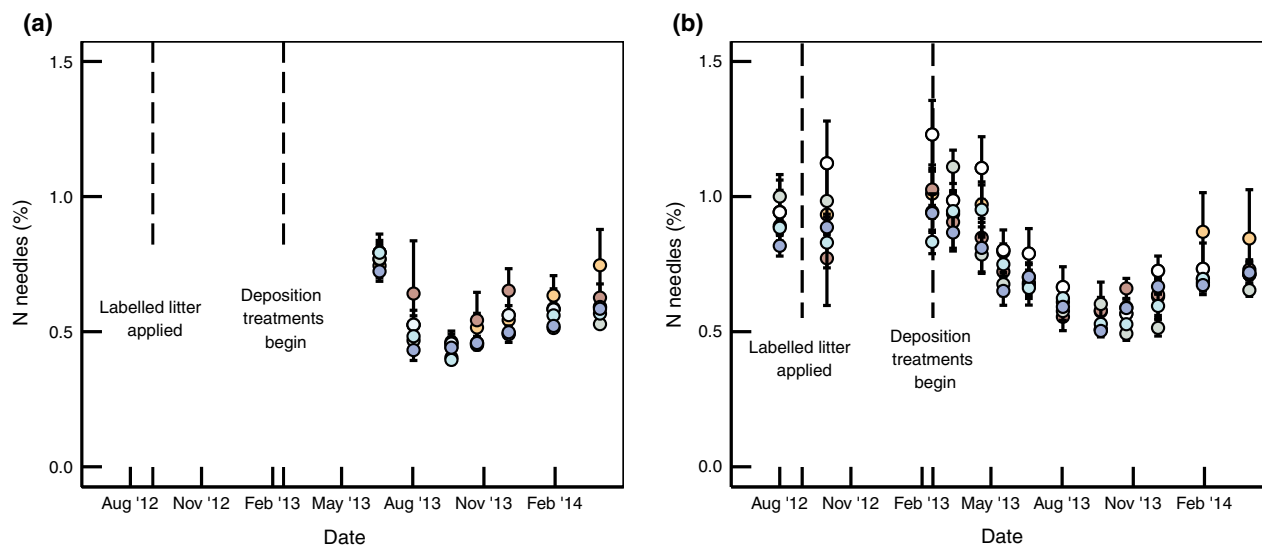 (a)
1.5
1.0
0.5
0.0
N needles (%)
Labelled litter
applied
Deposition
treatments
begin
Aug '12
Nov '12
Feb '13
May '13
Aug '13
Nov '13
Feb '14
Date
(b)
1.5
1.0
0.5
0.0
N needles (%)
Labelled litter
applied
Deposition
treatments
begin
Aug '12
Nov '12
Feb '13
May '13
Aug '13
Nov '13
Feb '14
Date